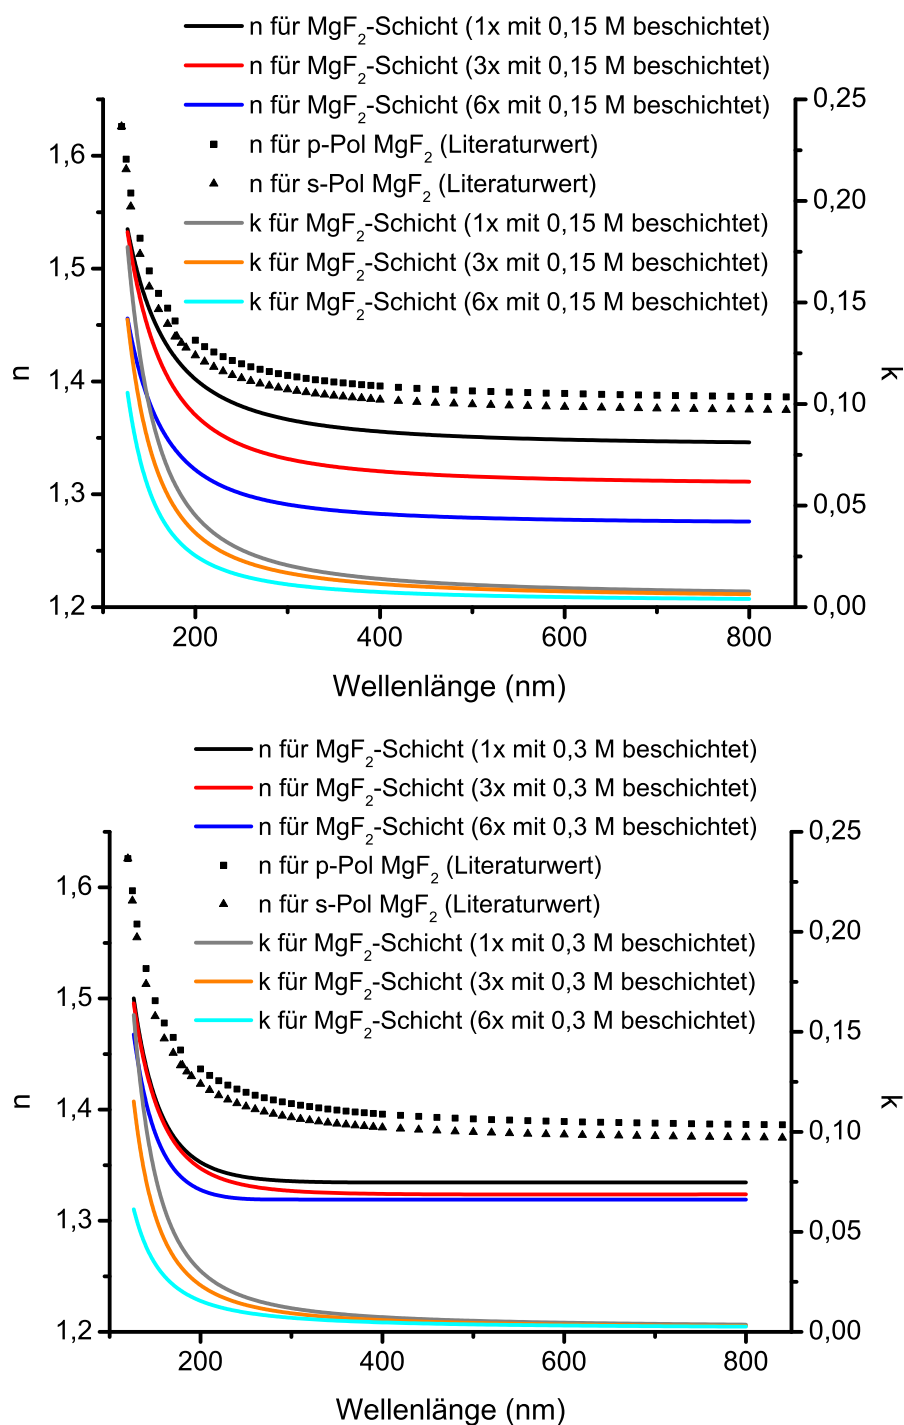 n für MgF2-Schicht (1x mit 0,15 M beschichtet)
n für MgF2-Schicht (3x mit 0,15 M beschichtet)
n für MgF2-Schicht (6x mit 0,15 M beschichtet)
n für p-Pol MgF2 (Literaturwert)
n für s-Pol MgF2 (Literaturwert)
k für MgF2-Schicht (1x mit 0,15 M beschichtet)
k für MgF2-Schicht (3x mit 0,15 M beschichtet)
k für MgF2-Schicht (6x mit 0,15 M beschichtet)
1,6
1,5
1,4
1,3
1,2
n
0,25
0,20
0,15
0,10
0,05
0,00
k
200 400 600 800
Wellenlänge (nm)
n für MgF2-Schicht (1x mit 0,3 M beschichtet)
n für MgF2-Schicht (3x mit 0,3 M beschichtet)
n für MgF2-Schicht (6x mit 0,3 M beschichtet)
n für p-Pol MgF2 (Literaturwert)
n für s-Pol MgF2 (Literaturwert)
k für MgF2-Schicht (1x mit 0,3 M beschichtet)
k für MgF2-Schicht (3x mit 0,3 M beschichtet)
k für MgF2-Schicht (6x mit 0,3 M beschichtet)
1,6
1,5
1,4
1,3
1,2
n
0,25
0,20
0,15
0,10
0,05
0,00
k
200 400 600 800
Wellenlänge (nm)